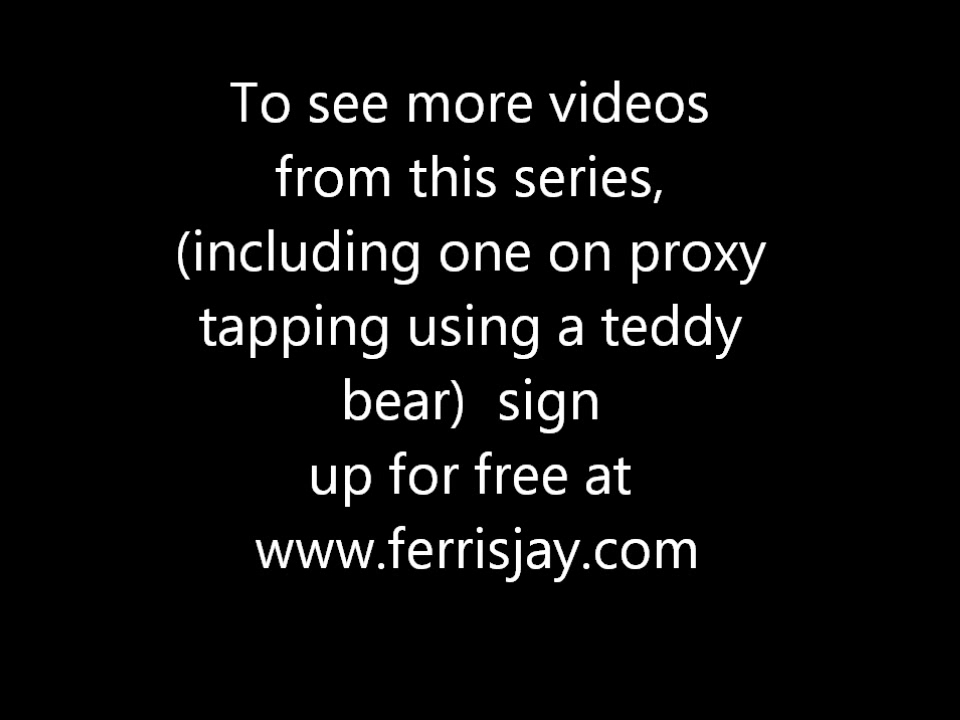 To see more videos
from this series,
(including one on proxy
tapping using a teddy
bear)  sign
up for free at
www.ferrisjay.com